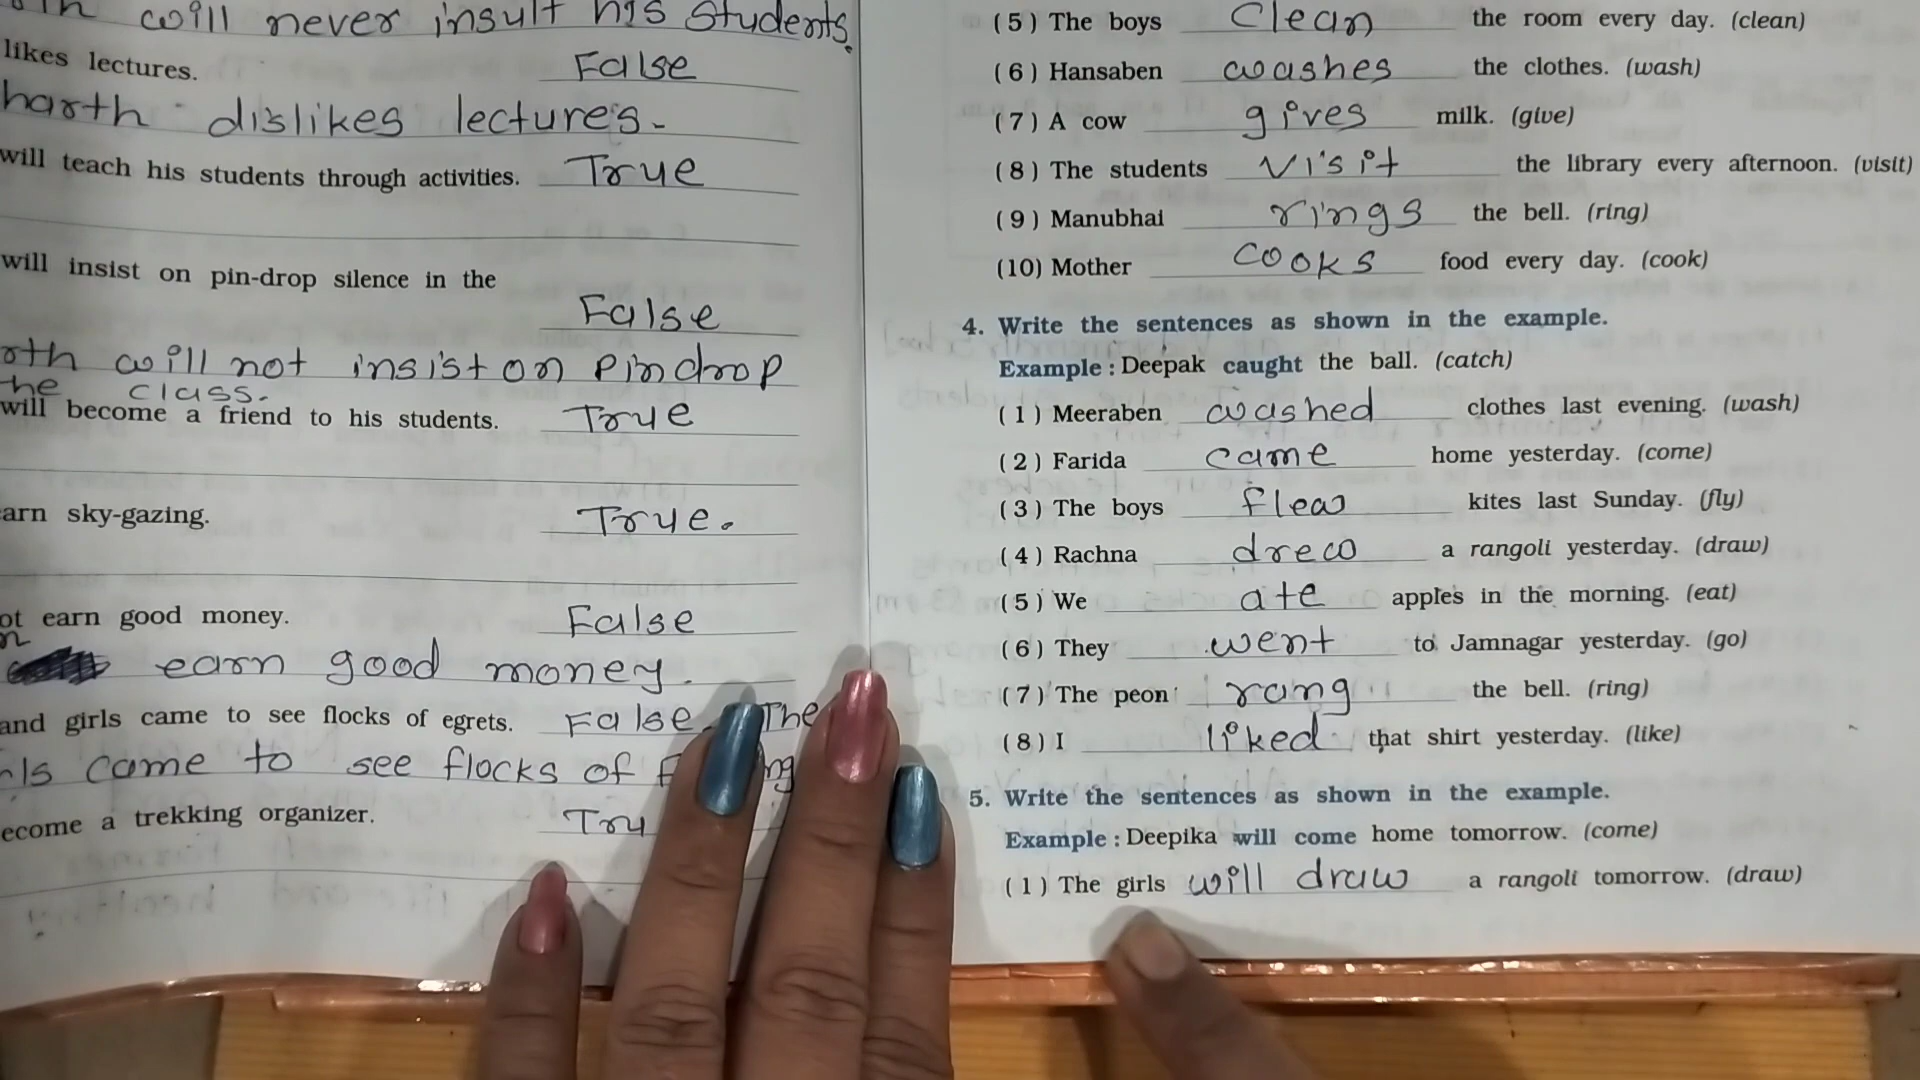 will never insult his students.
likes lectures. False
harth dislikes lectures.
will teach his students through activities. True
will insist on pin-drop silence in the
False
oth will not insist on Pindrop
he class.
will become a friend to his students. True
arn sky-gazing. True.
ot earn good money. False
earn good money.
and girls came to see flocks of egrets. False. The
ls came to see flocks of
ecome a trekking organizer. Tru
(5) The boys clean the room every day. (clean)
(6) Hansaben washes the clothes. (wash)
(7) A cow gives milk. (give)
(8) The students visit the library every afternoon. (visit)
(9) Manubhai rings the bell. (ring)
(10) Mother cooks food every day. (cook)
4. Write the sentences as shown in the example.
Example : Deepak caught the ball. (catch)
(1) Meeraben washed clothes last evening. (wash)
(2) Farida came home yesterday. (come)
(3) The boys flew kites last Sunday. (fly)
(4) Rachna drew a rangoli yesterday. (draw)
(5) We ate apples in the morning. (eat)
(6) They went to Jamnagar yesterday. (go)
(7) The peon rang the bell. (ring)
(8) I liked that shirt yesterday. (like)
5. Write the sentences as shown in the example.
Example : Deepika will come home tomorrow. (come)
(1) The girls will draw a rangoli tomorrow. (draw)